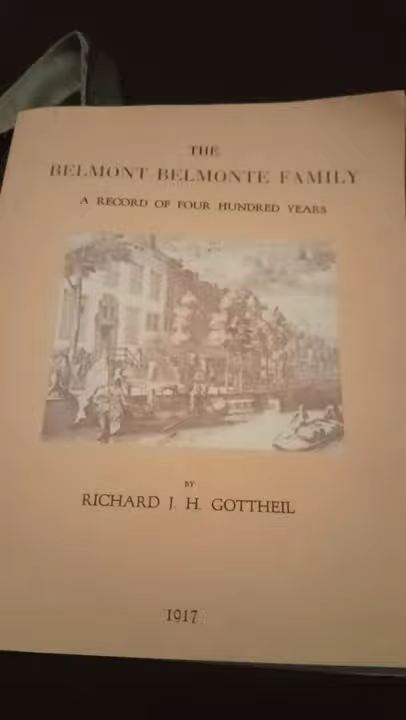 THE
BELMONT BELMONTE FAMILY
A RECORD OF FOUR HUNDRED YEARS
BY
RICHARD J. H. GOTTHEIL
1917